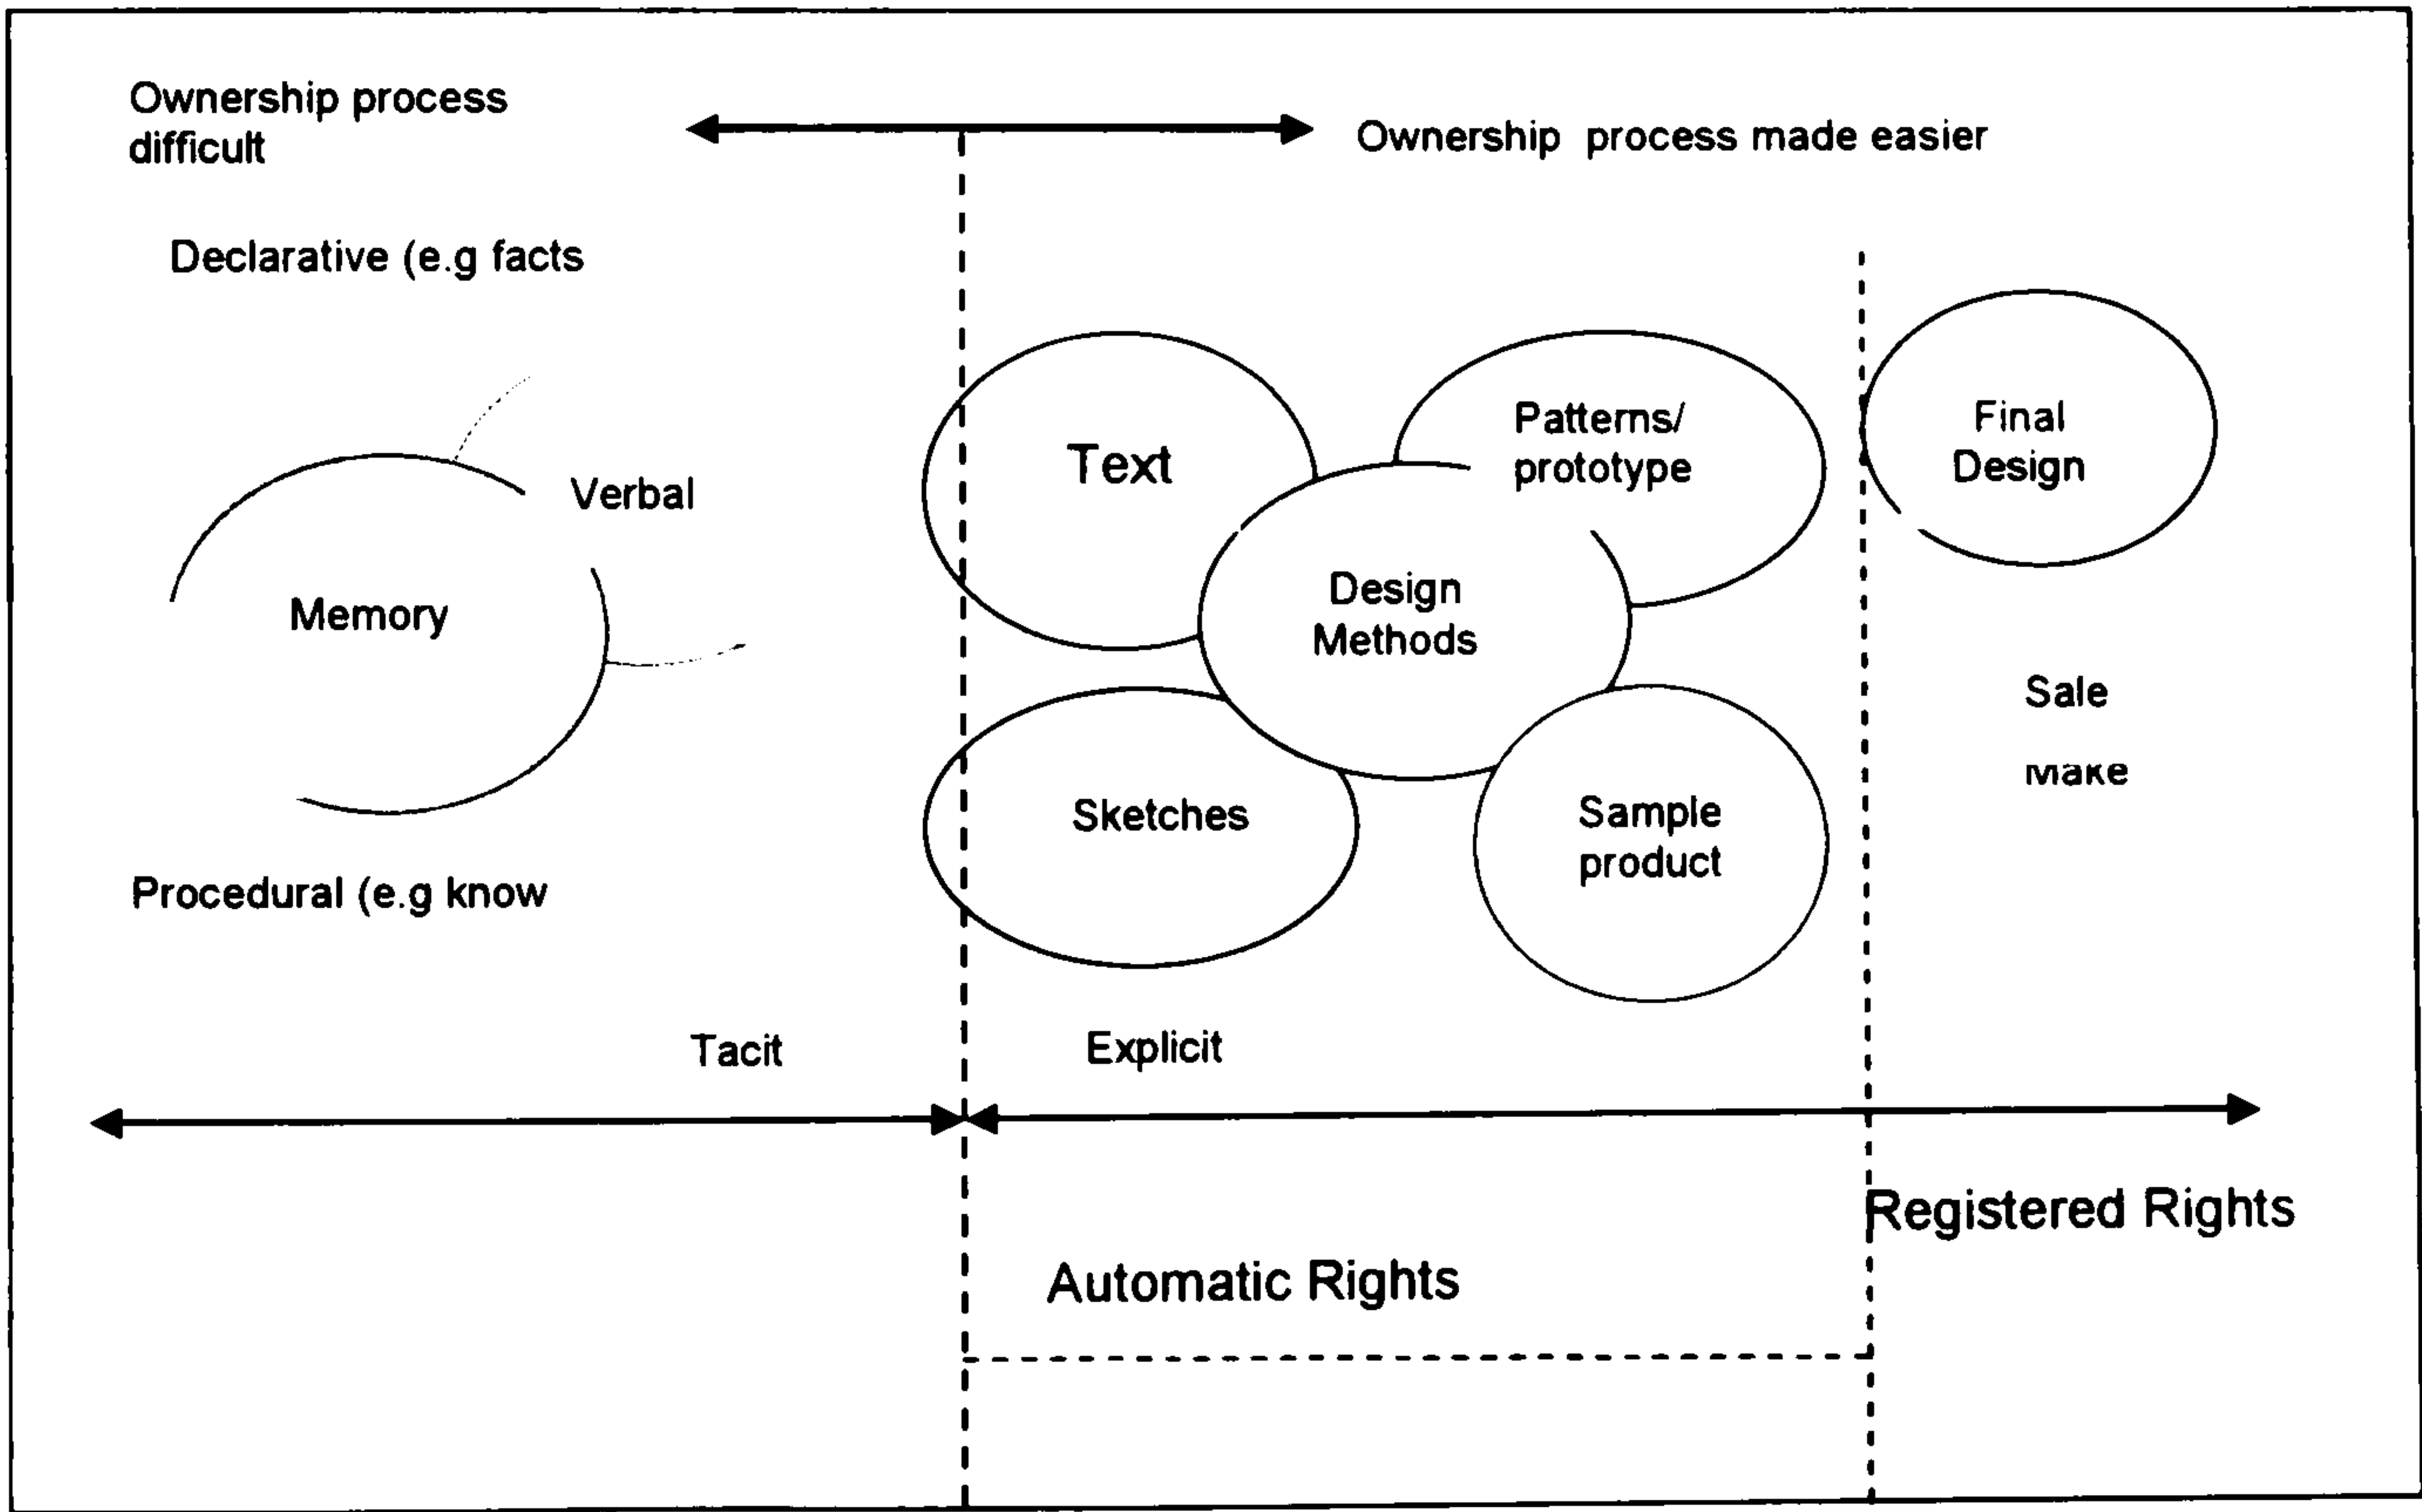 Ownership process
difficult
Ownership process made easier
Declarative (e.g facts
Verbal
Memory
Procedural (e.g know
Text
Patterns/
prototype
Design
Methods
Sketches
Sample
product
Final
Design
Sale
Make
Tacit
Explicit
Registered Rights
Automatic Rights